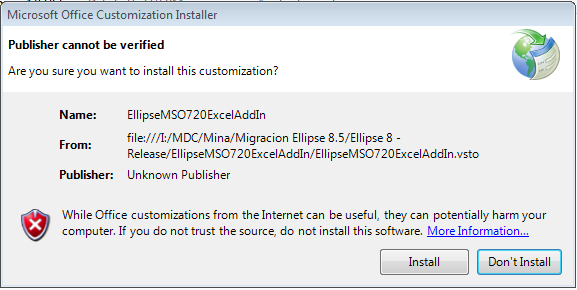 Microsoft Office Customization Installer
Publisher cannot be verified
Are you sure you want to install this customization?
Name: EllipseMSO720ExcelAddIn
From: file:///I:/MDC/Mina/Migracion Ellipse 8.5/Ellipse 8 -
Release/EllipseMSO720ExcelAddIn/EllipseMSO720ExcelAddIn.vsto
Publisher: Unknown Publisher
While Office customizations from the Internet can be useful, they can potentially harm your
computer. If you do not trust the source, do not install this software. More Information...
Install Don't Install